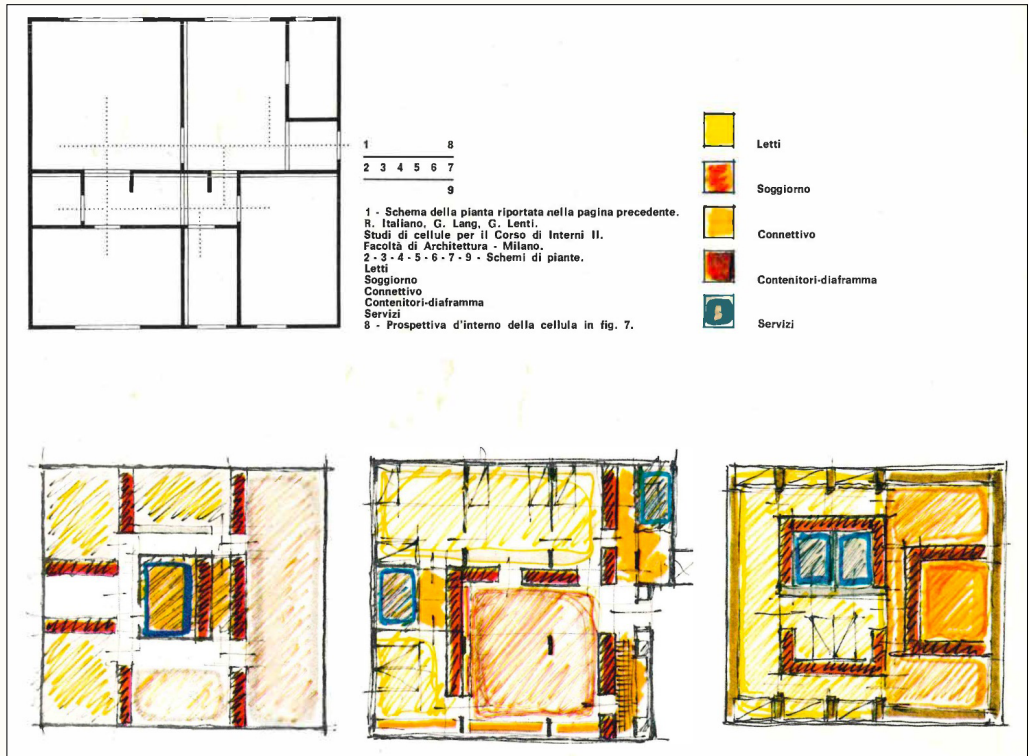 1 8
2 3 4 5 6 7
9
1 - Schema della pianta riportata nella pagina precedente.
R. Italiano, G. Lang, G. Lenti.
Studi di cellule per il Corso di Interni II.
Facoltà di Architettura - Milano.
2 - 3 - 4 - 5 - 6 - 7 - 9 - Schemi di piante.
Letti
Soggiorno
Connettivo
Contenitori-diaframma
Servizi
8 - Prospettiva d'interno della cellula in fig. 7.
Letti
Soggiorno
Connettivo
Contenitori-diaframma
Servizi